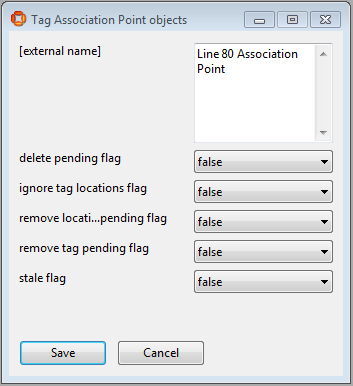 Tag Association Point objects
[external name]
Line 80 Association
Point
delete pending flag
false
ignore tag locations flag
false
remove locati...pending flag
false
remove tag pending flag
false
stale flag
false
Save
Cancel